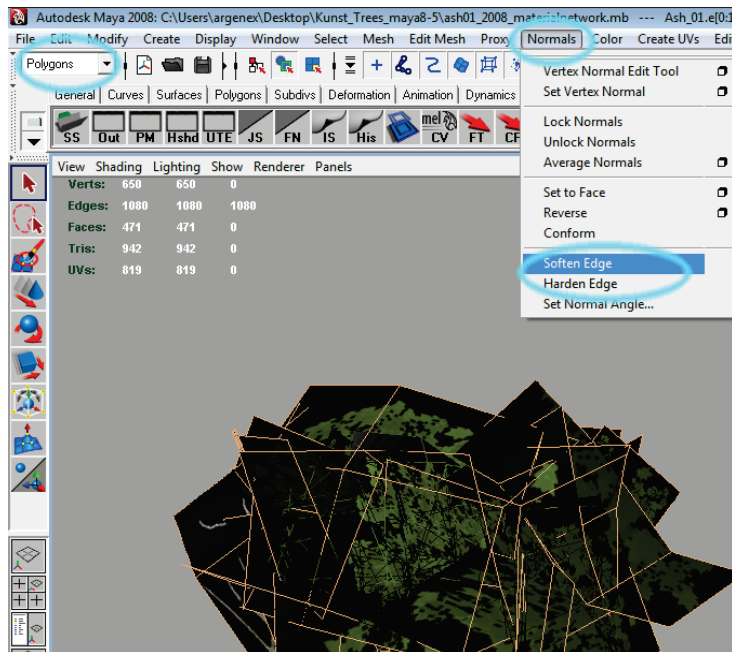 Autodesk Maya 2008: C:\Users\argenex\Desktop\Kunst_Trees_maya8-5\ash01_2008_materialnetwork.mb --- Ash_01.e[0:1
File Edit Modify Create Display Window Select Mesh Edit Mesh Proxy Normals Color Create UVs Edi
Polygons
General Curves Surfaces Polygons Subdivs Deformation Animation Dynamics
SS Out PM Hshd UTE JS FN IS His mel CV FT CF
View Shading Lighting Show Renderer Panels
Verts: 650 650 0
Edges: 1080 1080 1080
Faces: 471 471 0
Tris: 942 942 0
UVs: 819 819 0
Vertex Normal Edit Tool
Set Vertex Normal
Lock Normals
Unlock Normals
Average Normals
Set to Face
Reverse
Conform
Soften Edge
Harden Edge
Set Normal Angle...